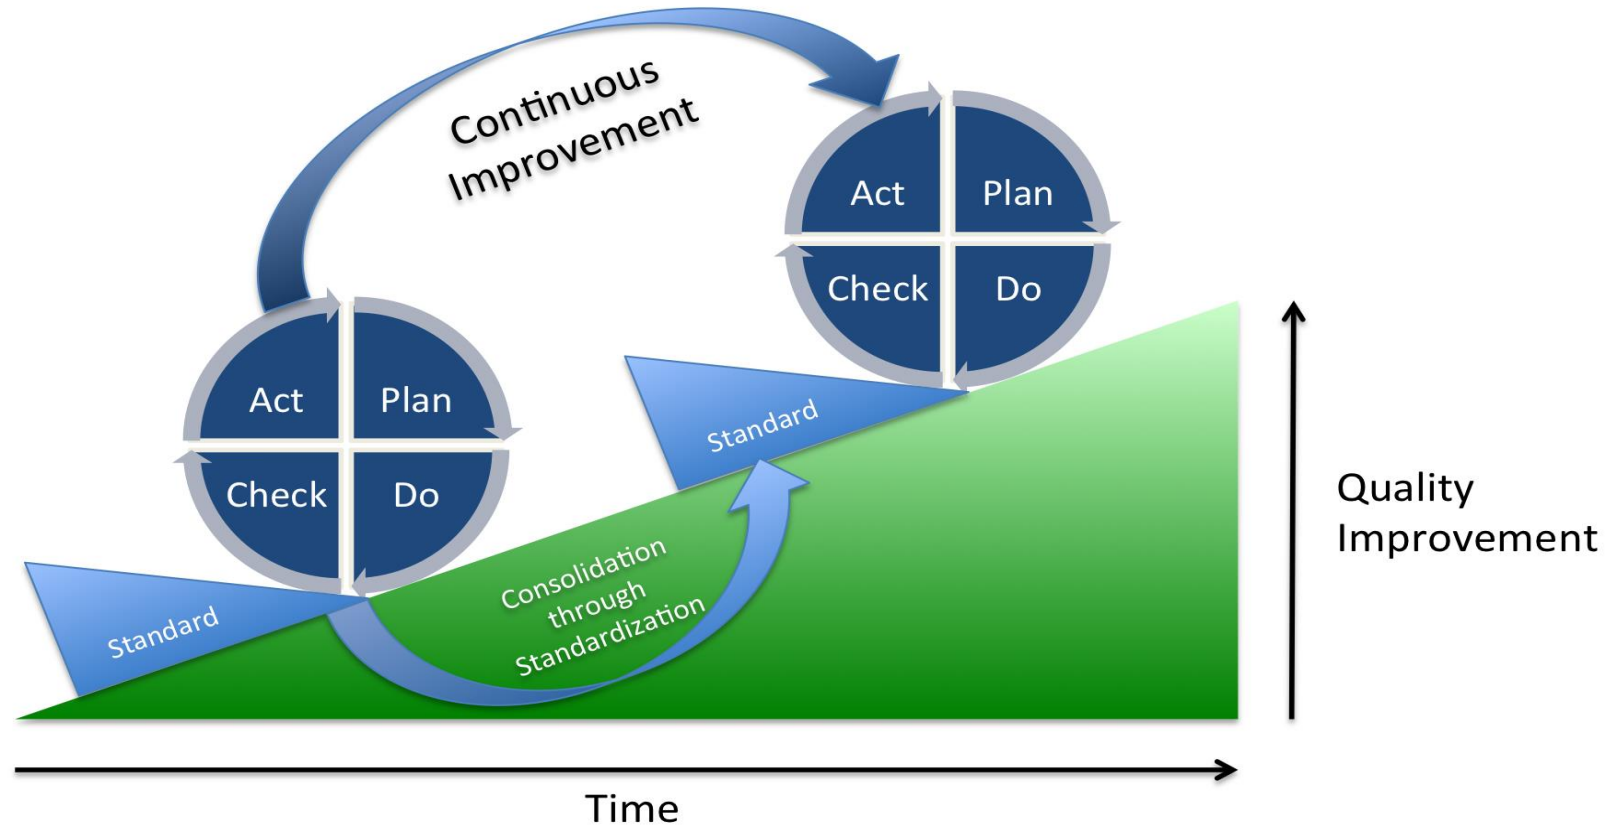 Continuous
Improvement
Act
Plan
Check
Do
Act
Plan
Check
Do
Standard
Standard
Consolidation
through
Standardization
Quality
Improvement
Time